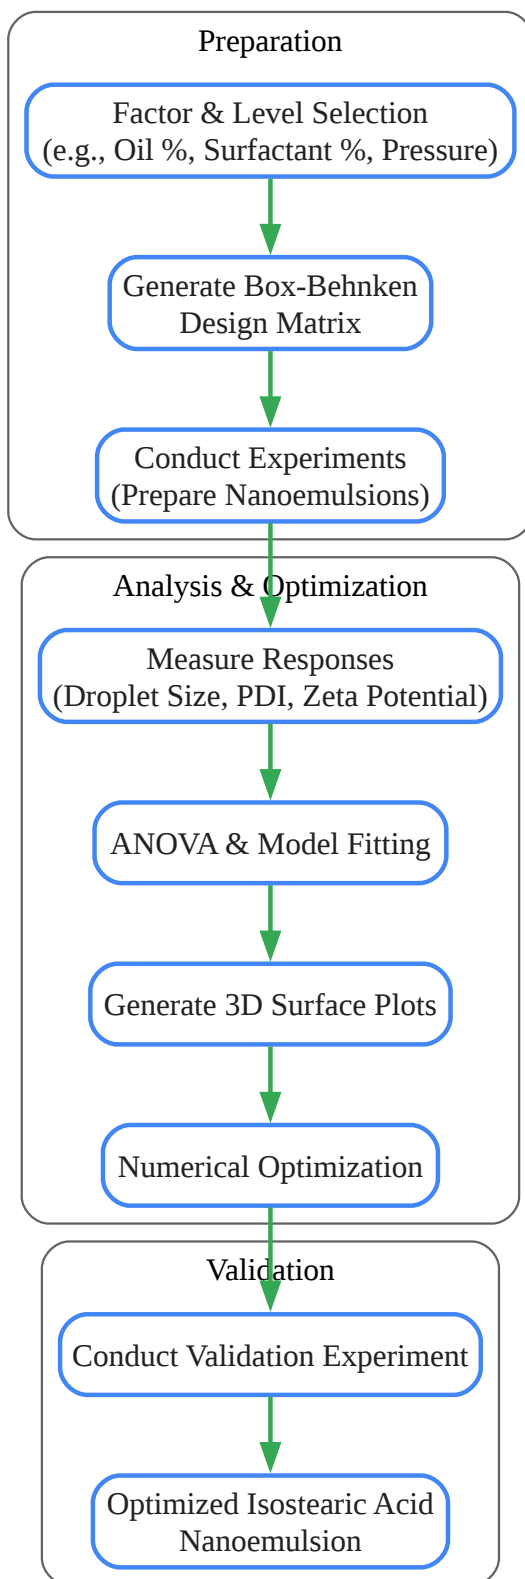 Preparation
Factor & Level Selection
(e.g., Oil %, Surfactant %, Pressure)
Generate Box-Behnken
Design Matrix
Conduct Experiments
(Prepare Nanoemulsions)
Analysis & Optimization
Measure Responses
(Droplet Size, PDI, Zeta Potential)
ANOVA & Model Fitting
Generate 3D Surface Plots
Numerical Optimization
Validation
Conduct Validation Experiment
Optimized Isostearic Acid
Nanoemulsion